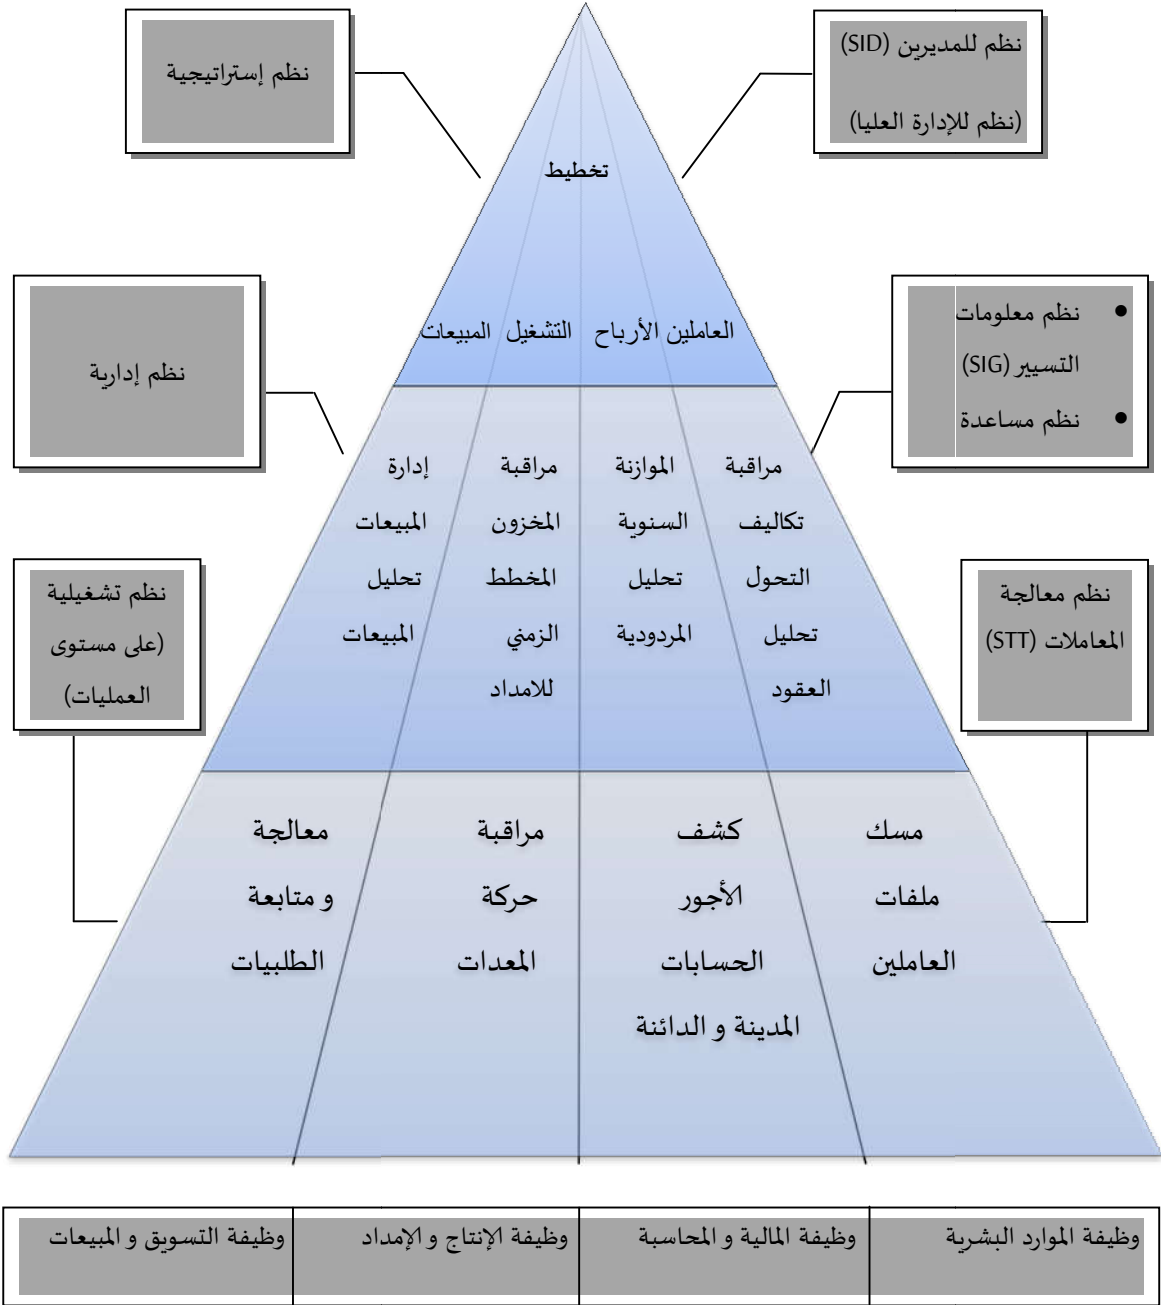 نظم للمديرين (SID)
(نظم للإدارة العليا)
نظم إستراتيجية
تخطيط
العاملين الأرباح التشغيل المبيعات
• نظم معلومات
التسيير (SIG)
• نظم مساعدة
نظم إدارية
مراقبة
تكاليف
التحول
تحليل
العقود
الموازنة
السنوية
تحليل
المردودية
مراقبة
المخزون
المخطط
الزمني
للامداد
إدارة
المبيعات
تحليل
المبيعات
نظم معالجة
المعاملات (STT)
نظم تشغيلية
(على مستوى
العمليات)
مسك
ملفات
العاملين
كشف
الأجور
الحسابات
المدينة و الدائنة
مراقبة
حركة
المعدات
معالجة
و متابعة
الطلبيات
وظيفة الموارد البشرية
وظيفة المالية و المحاسبة
وظيفة الإنتاج و الإمداد
وظيفة التسويق و المبيعات